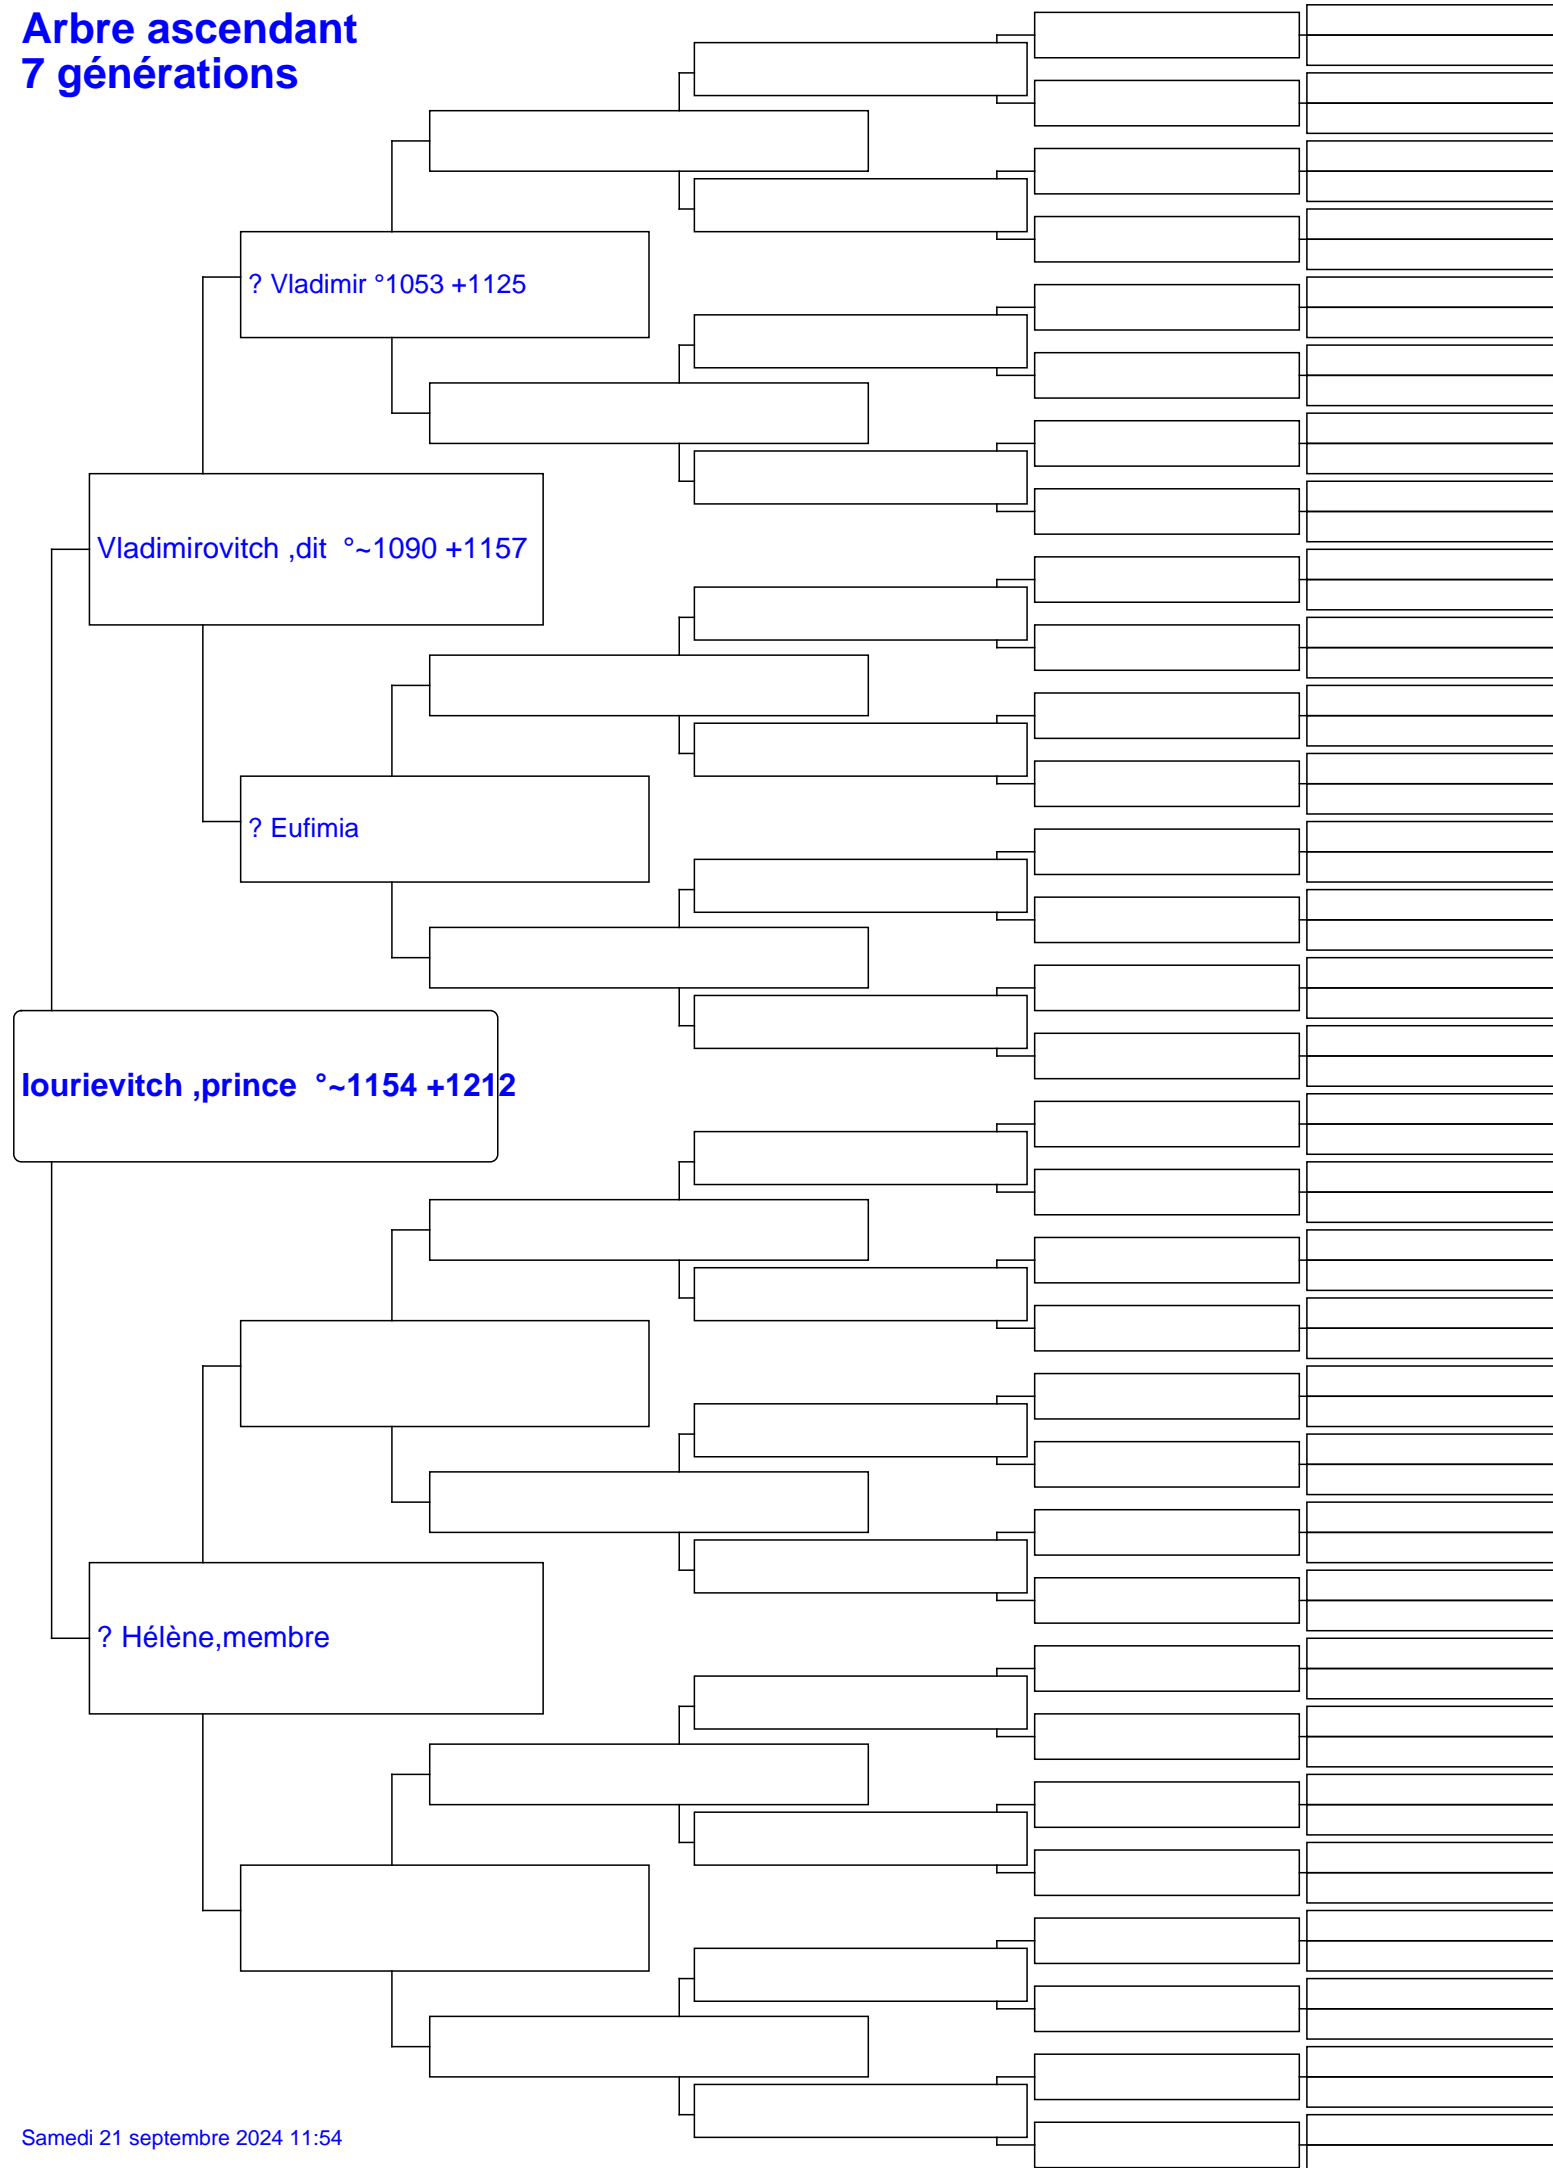 Arbre ascendant
7 générations
? Vladimir °1053 +1125
Vladimirovitch ,dit  °~1090 +1157
? Eufimia
Iourievitch ,prince  °~1154 +1212
? Hélène,membre
Samedi 21 septembre 2024 11:54